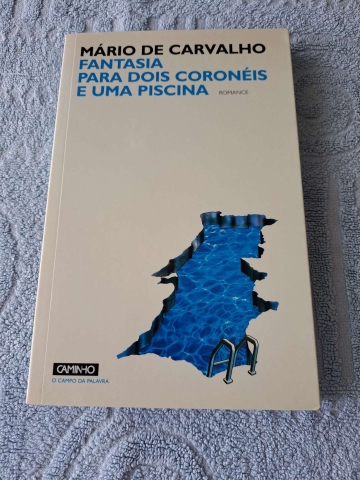 MÁRIO DE CARVALHO
FANTASIA
PARA DOIS CORONÉIS
E UMA PISCINA ROMANCE
CAMINHO
O CAMPO DA PALAVRA